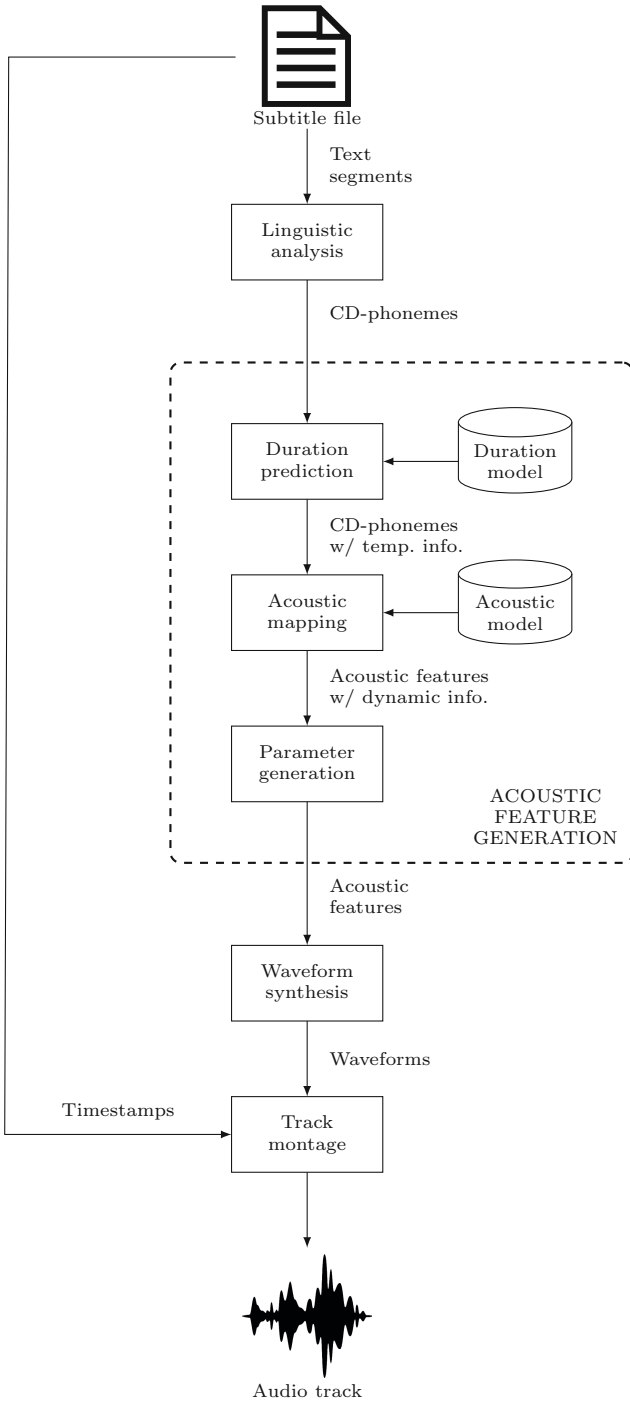 Subtitle file
Text
segments
Linguistic
analysis
CD-phonemes
Duration
prediction
Duration
model
CD-phonemes
w/ temp. info.
Acoustic
mapping
Acoustic
model
Acoustic features
w/ dynamic info.
Parameter
generation
ACOUSTIC
FEATURE
GENERATION
Acoustic
features
Waveform
synthesis
Waveforms
Timestamps
Track
montage
Audio track